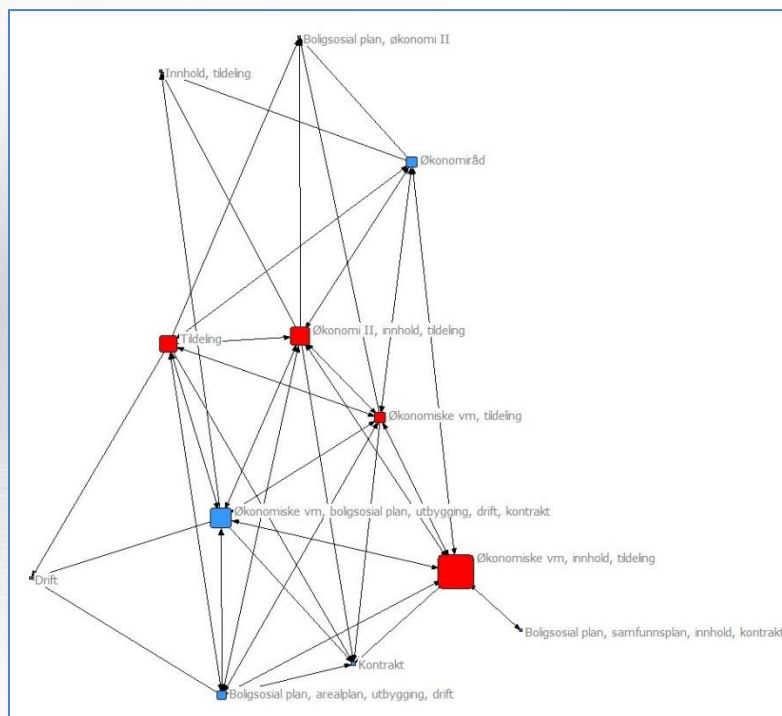 Boligsosial plan, økonomi II
Innhold, tildeling
Økonomiråd
Økonomi II, innhold, tildeling
Tildeling
Økonomiske vm, tildeling
Økonomiske vm, boligsosial plan, utbygging, drift, kontrakt
Økonomiske vm, innhold, tildeling
Drift
Boligsosial plan, samfunnsplan, innhold, kontrakt
Kontrakt
Boligsosial plan, arealplan, utbygging, drift